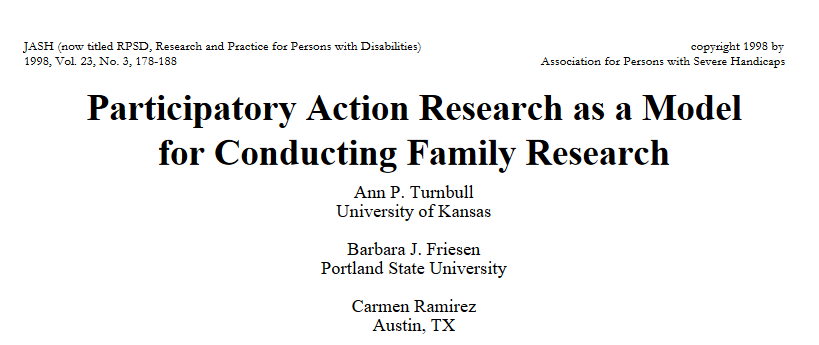 JASH (now titled RPSD, Research and Practice for Persons with Disabilities)
copyright 1998 by
1998, Vol. 23, No. 3, 178-188
Association for Persons with Severe Handicaps
Participatory Action Research as a Model
for Conducting Family Research
Ann P. Turnbull
University of Kansas
Barbara J. Friesen
Portland State University
Carmen Ramirez
Austin, TX